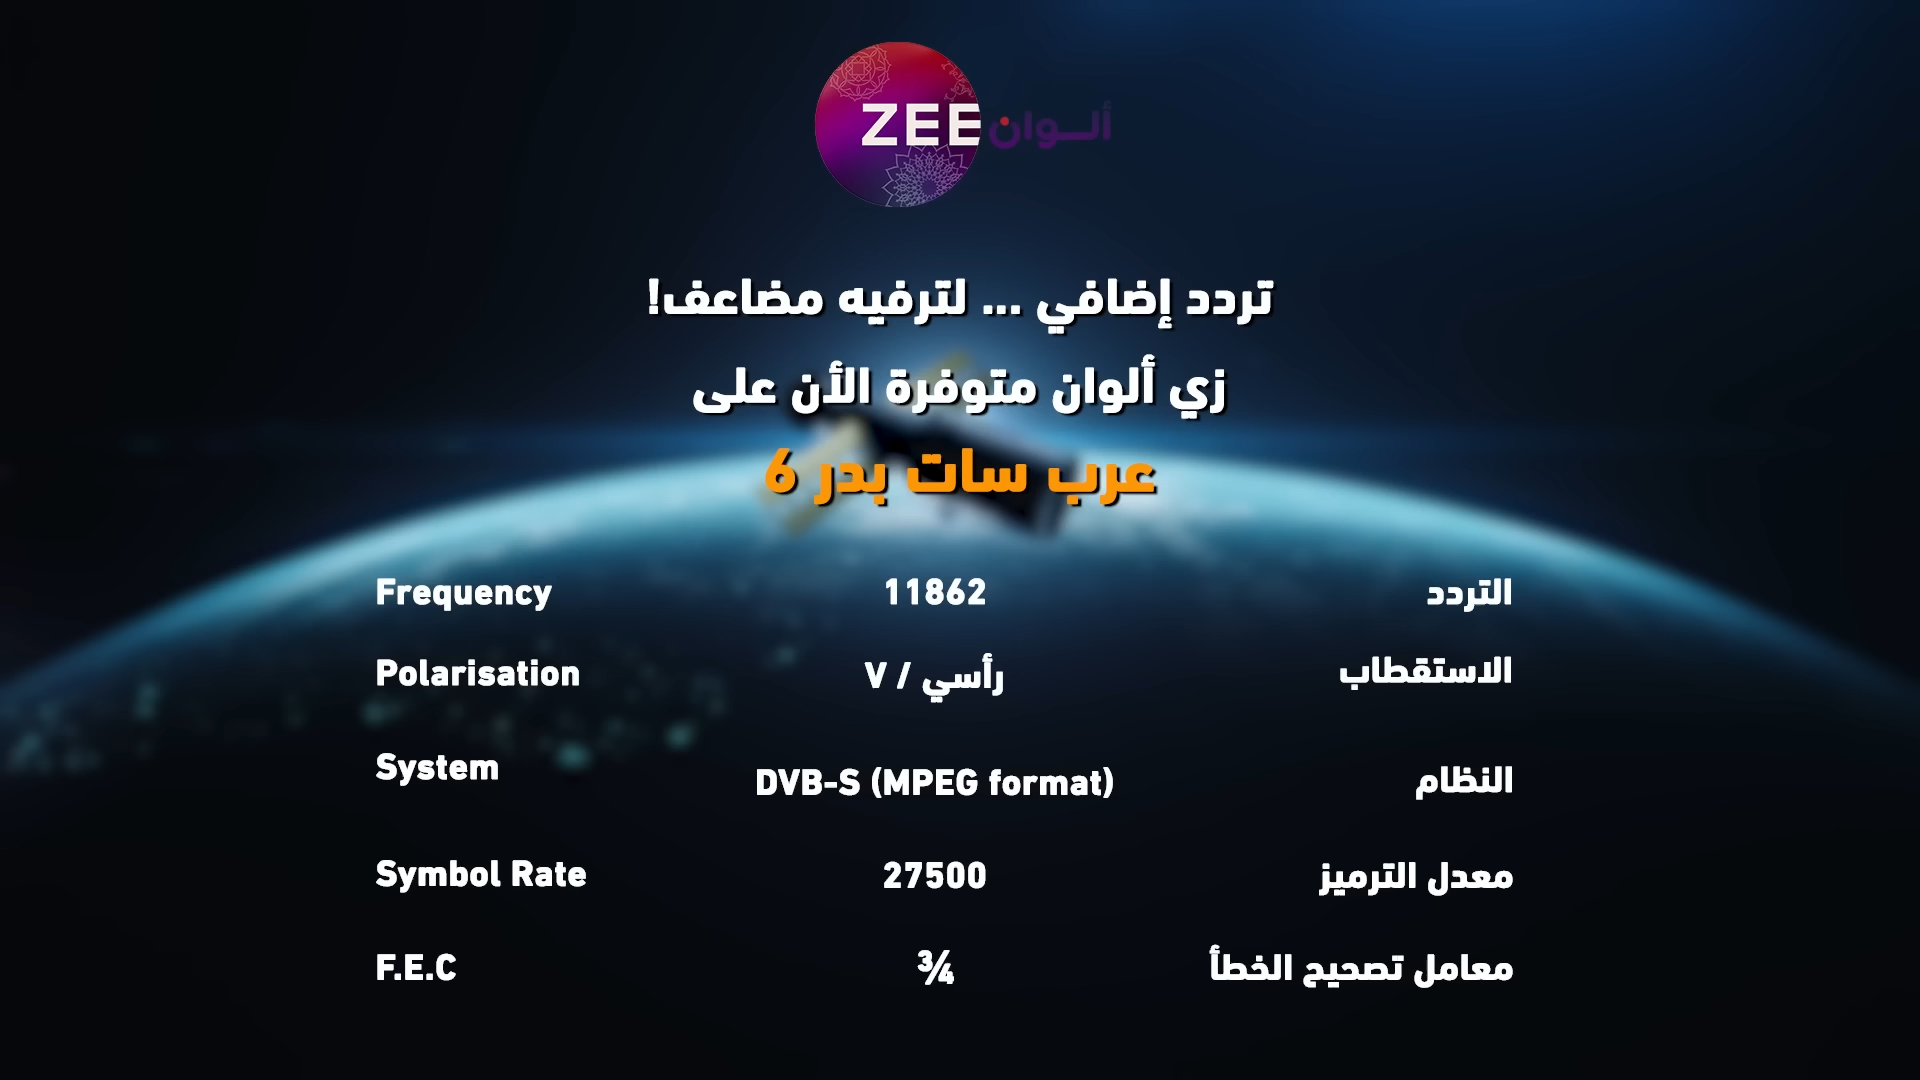 ZEE ألوان
تردد إضافي ... لترفيه مضاعف!
زي ألوان متوفرة الأن على
عرب سات بدر 6
Frequency 11862 التردد
Polarisation رأسي / V الاستقطاب
System DVB-S (MPEG format) النظام
Symbol Rate 27500 معدل الترميز
F.E.C ¾ معامل تصحيح الخطأ